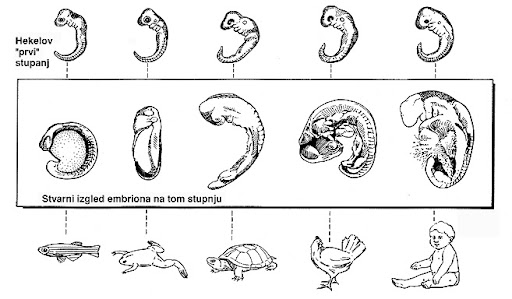 Hekelov
"prvi"
stupanj
Stvarni izgled embriona na tom stupnju